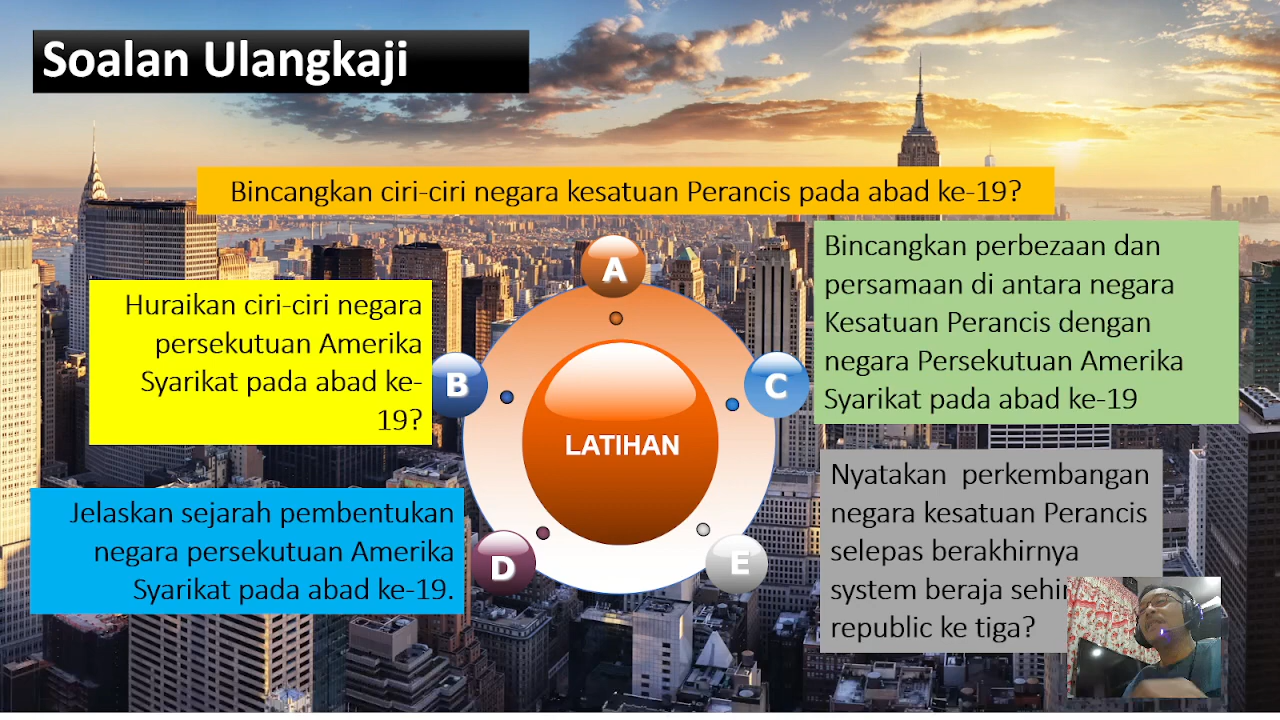 Soalan Ulangkaji
Bincangkan ciri-ciri negara kesatuan Perancis pada abad ke-19?
A
Huraikan ciri-ciri negara
persekutuan Amerika
Syarikat pada abad ke-
19?
B
C
Bincangkan perbezaan dan
persamaan di antara negara
Kesatuan Perancis dengan
negara Persekutuan Amerika
Syarikat pada abad ke-19
LATIHAN
Jelaskan sejarah pembentukan
negara persekutuan Amerika
Syarikat pada abad ke-19.
D
E
Nyatakan  perkembangan
negara kesatuan Perancis
selepas berakhirnya
system beraja
republic ke tiga?